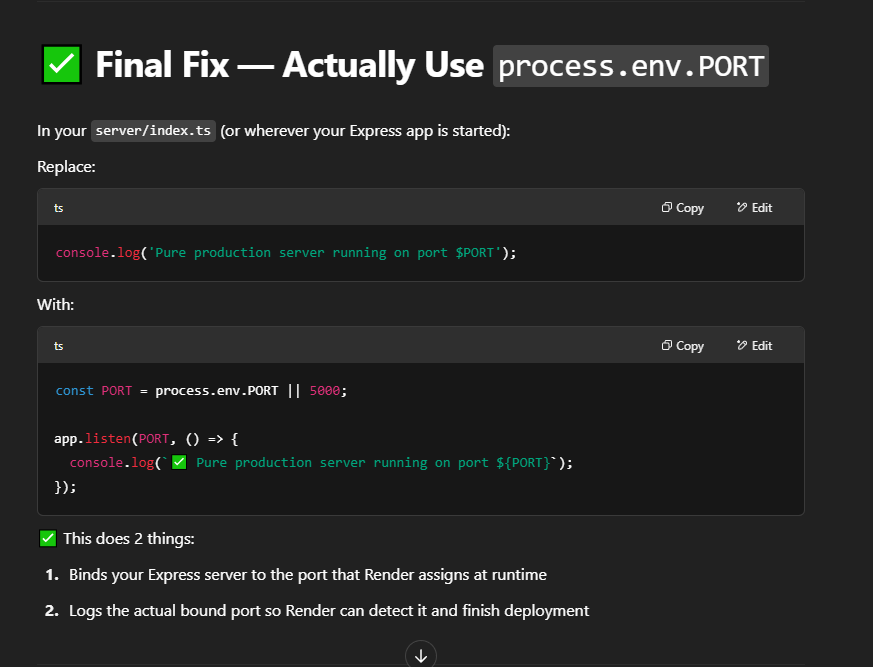 ✅ Final Fix — Actually Use process.env.PORT
In your server/index.ts (or wherever your Express app is started):
Replace:
ts
Copy
Edit
console.log('Pure production server running on port $PORT');
With:
ts
Copy
Edit
const PORT = process.env.PORT || 5000;
app.listen(PORT, () => {
console.log(`✅ Pure production server running on port ${PORT}`);
});
✅ This does 2 things:
1. Binds your Express server to the port that Render assigns at runtime
2. Logs the actual bound port so Render can detect it and finish deployment